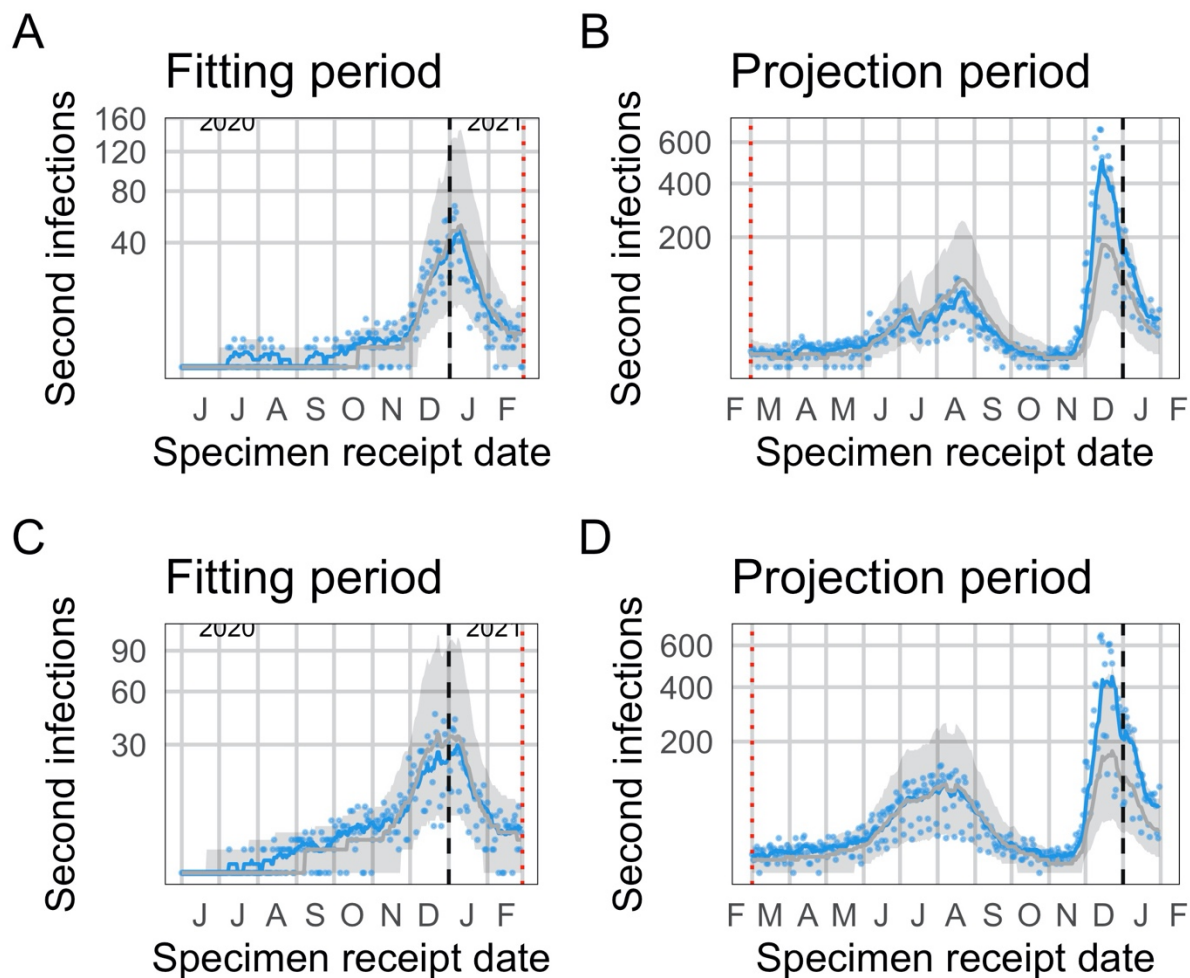 A
Fitting period
Second infections
160
120
80
40
2020
2021
J J A S O N D J F
Specimen receipt date
B
Projection period
Second infections
600
400
200
F M A M J J A S O N D J F
Specimen receipt date
C
Fitting period
Second infections
90
60
30
2020
2021
J J A S O N D J F
Specimen receipt date
D
Projection period
Second infections
600
400
200
F M A M J J A S O N D J F
Specimen receipt date